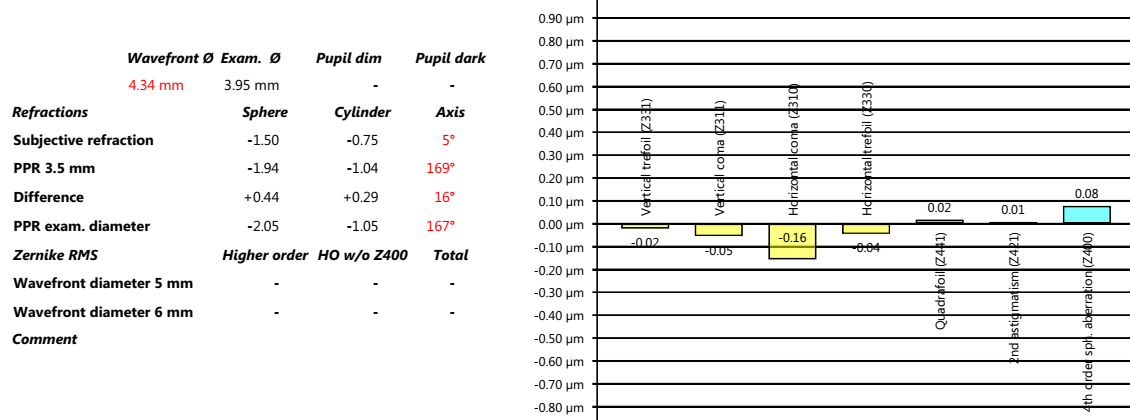 Wavefront Ø Exam. Ø Pupil dim Pupil dark
4.34 mm 3.95 mm - -
Refractions Sphere Cylinder Axis
Subjective refraction -1.50 -0.75 5°
PPR 3.5 mm -1.94 -1.04 169°
Difference +0.44 +0.29 16°
PPR exam. diameter -2.05 -1.05 167°
Zernike RMS Higher order HO w/o Z400 Total
Wavefront diameter 5 mm - - -
Wavefront diameter 6 mm - - -
Comment
0.90 µm
0.80 µm
0.70 µm
0.60 µm
0.50 µm
0.40 µm
0.30 µm
0.20 µm
0.10 µm
0.00 µm
-0.10 µm
-0.20 µm
-0.30 µm
-0.40 µm
-0.50 µm
-0.60 µm
-0.70 µm
-0.80 µm
Vertical trefoil (Z331)
-0.02
Vertical coma (Z311)
-0.05
Horizontal coma (Z310)
-0.16
Horizontal trefoil (Z330)
-0.04
0.02
Quadrafoil (Z441)
0.01
2nd astigmatism (Z421)
0.08
4th order sph. aberration (Z400)